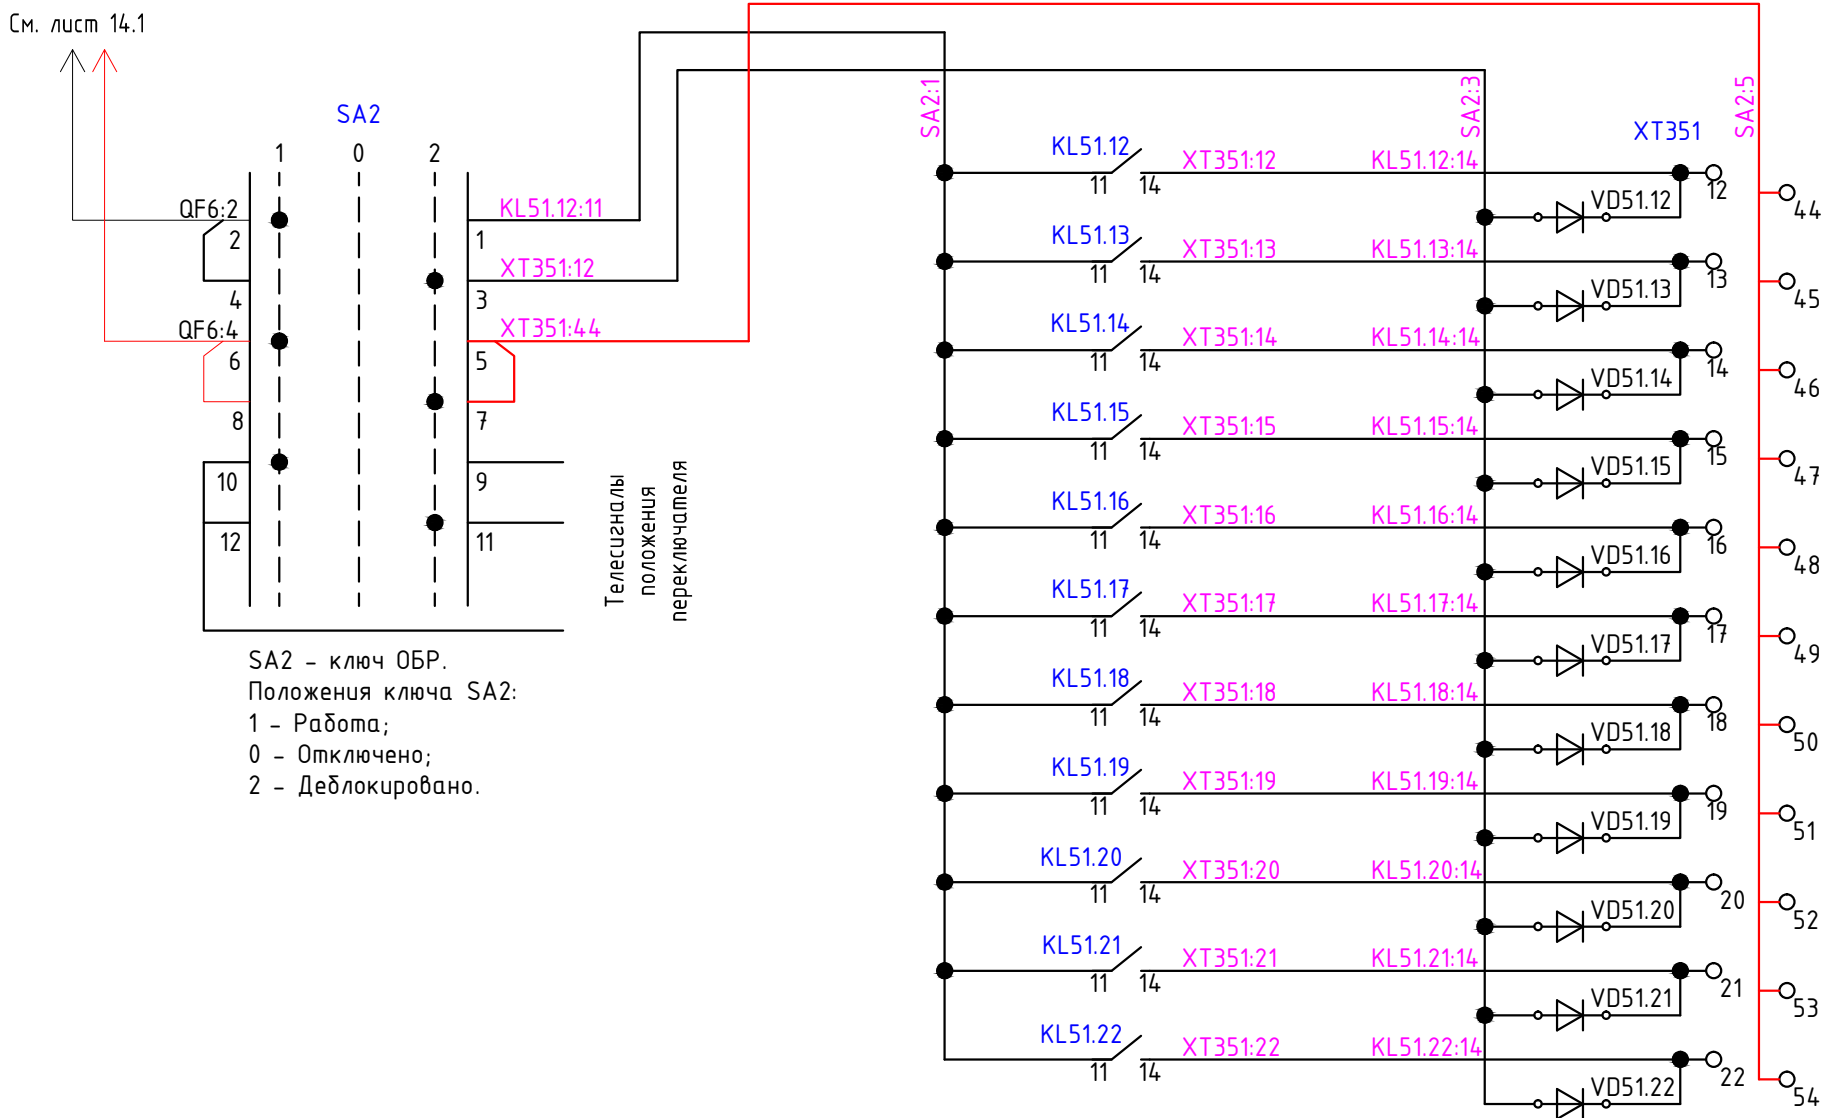 См. лист 14.1
SA2
1 0 2
QF6:2
2
4
QF6:4
6
8
10
12
KL51.12:11
1
XT351:12
3
XT351:44
5
7
9
11
Телесигналы
положения
переключателя
SA2 - ключ ОБР.
Положения ключа SA2:
1 - Работа;
0 - Отключено;
2 - Деблокировано.
SA2:1
SA2:3
XT351
SA2:5
KL51.12 11 14 XT351:12 KL51.12:14 12
VD51.12 44
KL51.13 11 14 XT351:13 KL51.13:14 13
VD51.13 45
KL51.14 11 14 XT351:14 KL51.14:14 14
VD51.14 46
KL51.15 11 14 XT351:15 KL51.15:14 15
VD51.15 47
KL51.16 11 14 XT351:16 KL51.16:14 16
VD51.16 48
KL51.17 11 14 XT351:17 KL51.17:14 17
VD51.17 49
KL51.18 11 14 XT351:18 KL51.18:14 18
VD51.18 50
KL51.19 11 14 XT351:19 KL51.19:14 19
VD51.19 51
KL51.20 11 14 XT351:20 KL51.20:14 20
VD51.20 52
KL51.21 11 14 XT351:21 KL51.21:14 21
VD51.21 53
KL51.22 11 14 XT351:22 KL51.22:14 22
VD51.22 54